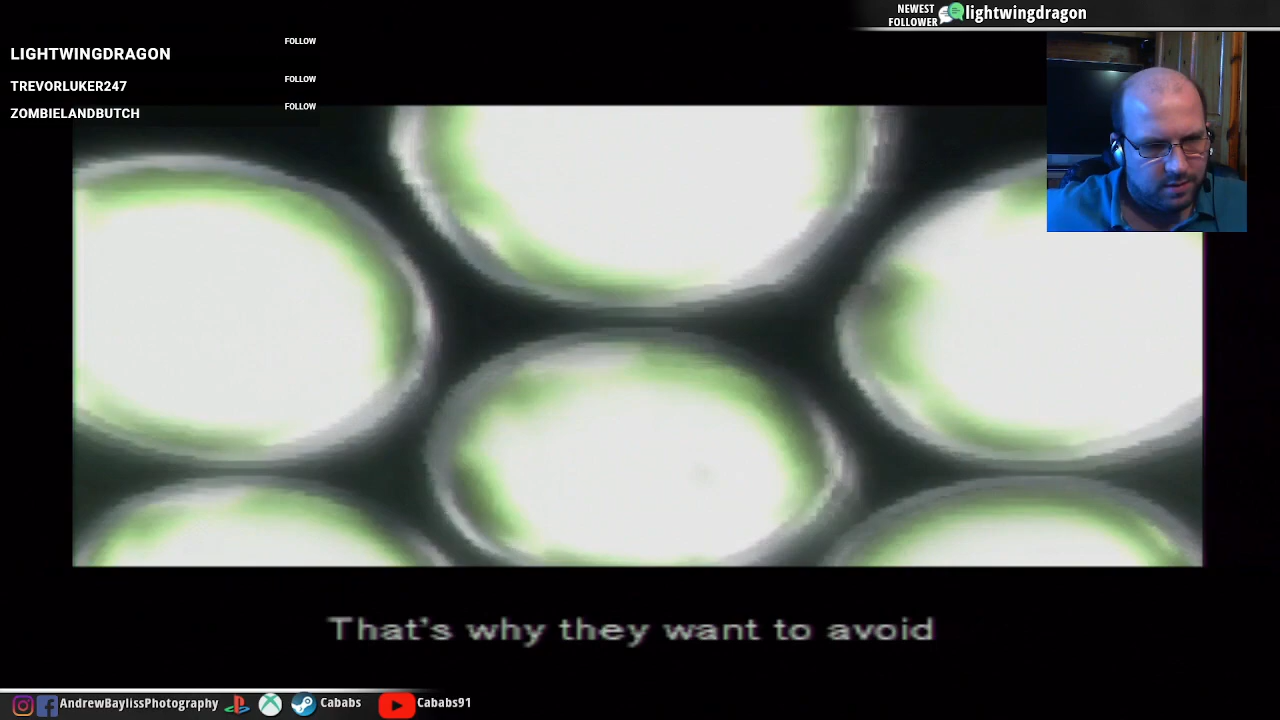 NEWEST
FOLLOWER
lightwingdragon
FOLLOW
LIGHTWINGDRAGON
FOLLOW
TREVORLUKER247
FOLLOW
ZOMBIELANDBUTCH
That's why they want to avoid
AndrewBaylissPhotography
Cababs
Cababs91